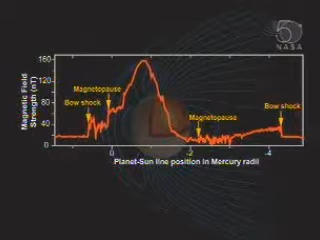 50
NASA
Magnetic Field
Strength (nT)
160
120
80
40
0
Bow shock
Magnetopause
Magnetopause
Bow shock
0
-2
-4
Planet-Sun line position in Mercury radii